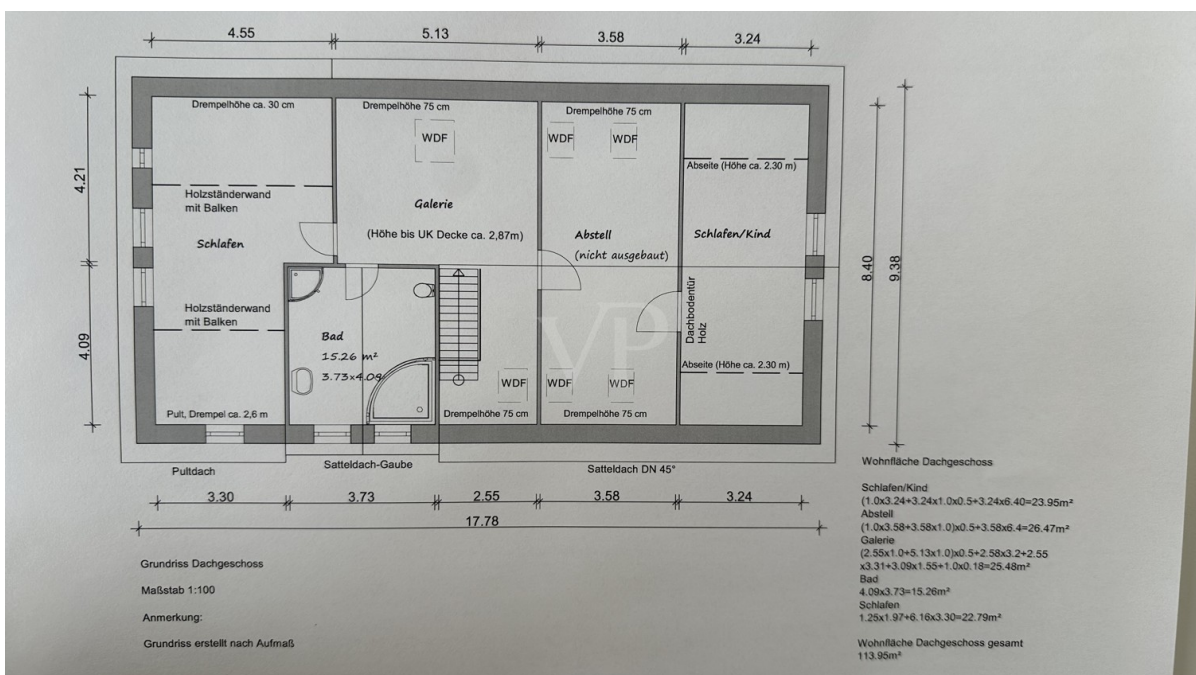 4.55 5.13 3.58 3.24
Drempelhöhe ca. 30 cm
Drempelhöhe 75 cm
Drempelhöhe 75 cm
WDF
WDF
WDF
Abseite (Höhe ca. 2.30 m)
4.21
Holzständerwand
mit Balken
Schlafen
Galerie
(Höhe bis UK Decke ca. 2,87m)
Abstell
(nicht ausgebaut)
Schlafen/Kind
8.40
9.38
Holzständerwand
mit Balken
Dachbodentür
Holz
VP
Bad
15.26 m²
3.73x4.09
4.09
Abseite (Höhe ca. 2.30 m)
WDF
WDF
WDF
Pult, Drempel ca. 2,6 m
Drempelhöhe 75 cm
Drempelhöhe 75 cm
Pultdach
Satteldach-Gaube
Satteldach DN 45°
3.30 3.73 2.55 3.58 3.24
17.78
Grundriss Dachgeschoss
Maßstab 1:100
Anmerkung:
Grundriss erstellt nach Aufmaß
Wohnfläche Dachgeschoss
Schlafen/Kind
(1.0x3.24+3.24x1.0x0.5+3.24x6.40=23.95m²
Abstell
(1.0x3.58+3.58x1.0)x0.5+3.58x6.4=26.47m²
Galerie
(2.55x1.0+5.13x1.0)x0.5+2.58x3.2+2.55
x3.31+3.09x1.55+1.0x0.18=25.48m²
Bad
4.09x3.73=15.26m²
Schlafen
1.25x1.97+6.16x3.30=22.79m²
Wohnfläche Dachgeschoss gesamt
113.95m²